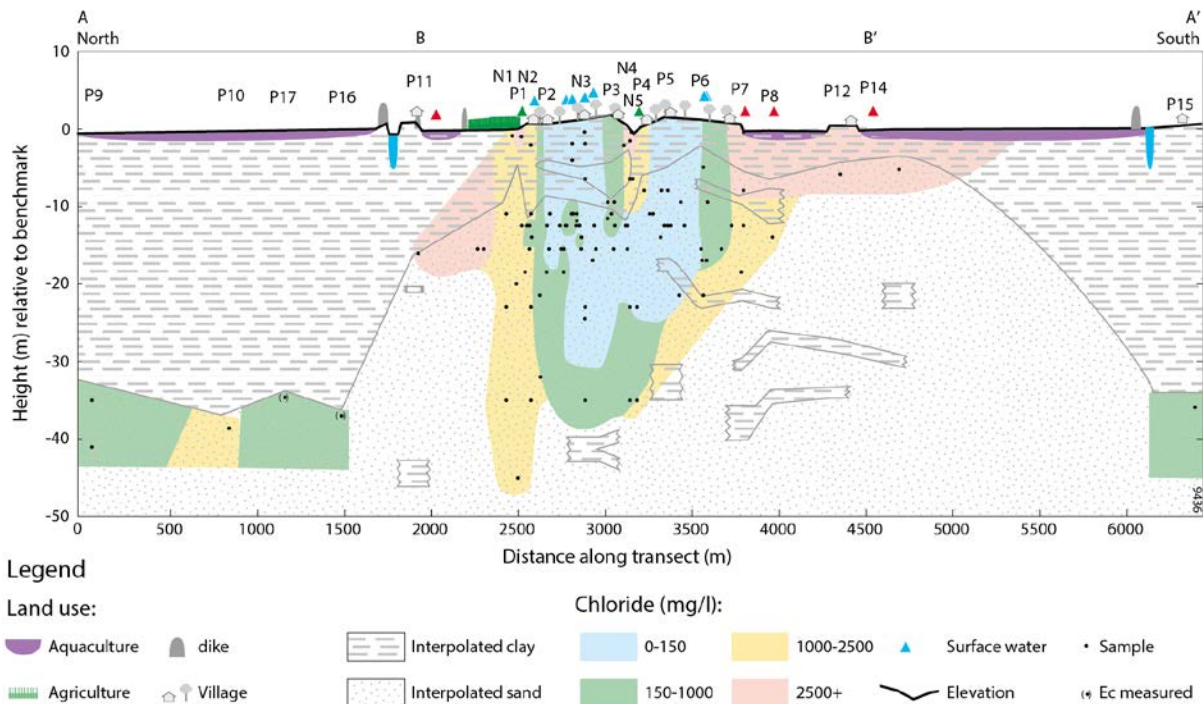 A
North
B
B'
A'
South
P9
P10
P17
P16
P11
N1
N2
P1
P2
N3
P3
N4
P4
N5
P5
P6
P7
P8
P12
P14
P15
10
0
-10
-20
-30
-40
-50
Height (m) relative to benchmark
(•)
(•)
9436
0
500
1000
1500
2000
2500
3000
3500
4000
4500
5000
5500
6000
Distance along transect (m)
Legend
Land use:
Chloride (mg/l):
Aquaculture
dike
Interpolated clay
0-150
1000-2500
Surface water
Sample
Agriculture
Village
Interpolated sand
150-1000
2500+
Elevation
(•) Ec measured